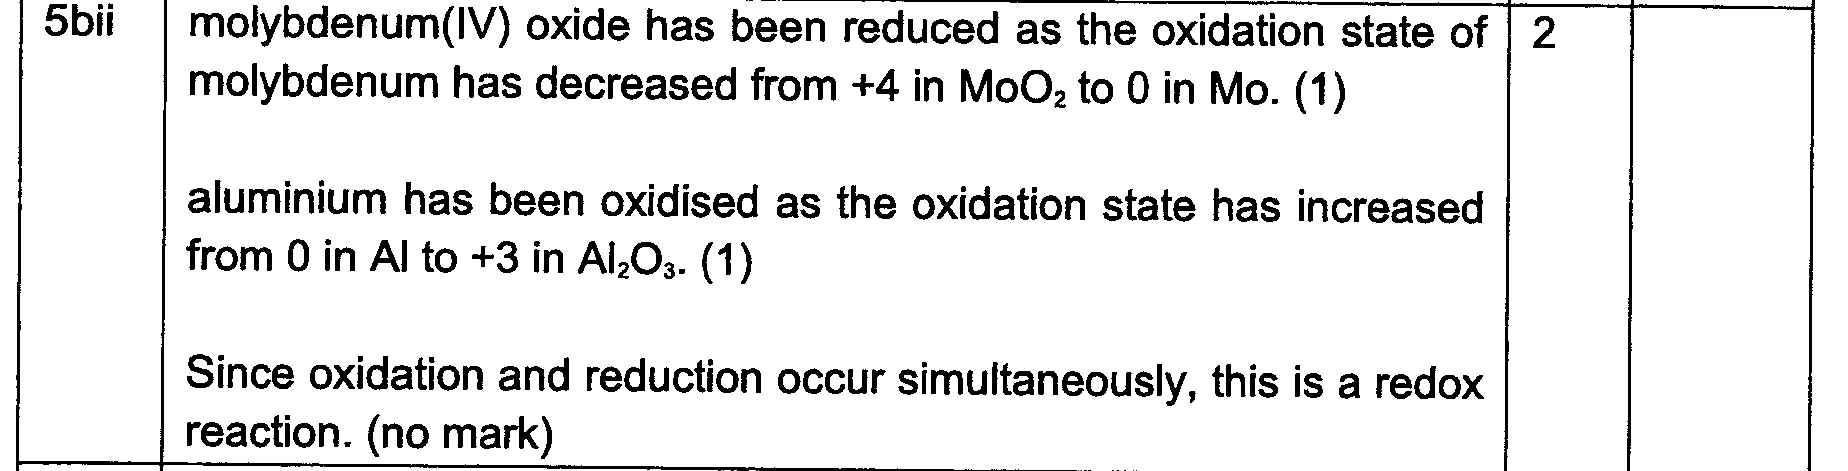 5bii molybdenum(IV) oxide has been reduced as the oxidation state of 2
molybdenum has decreased from +4 in MoO₂ to 0 in Mo. (1)
aluminium has been oxidised as the oxidation state has increased
from 0 in Al to +3 in Al₂O₃. (1)
Since oxidation and reduction occur simultaneously, this is a redox
reaction. (no mark)